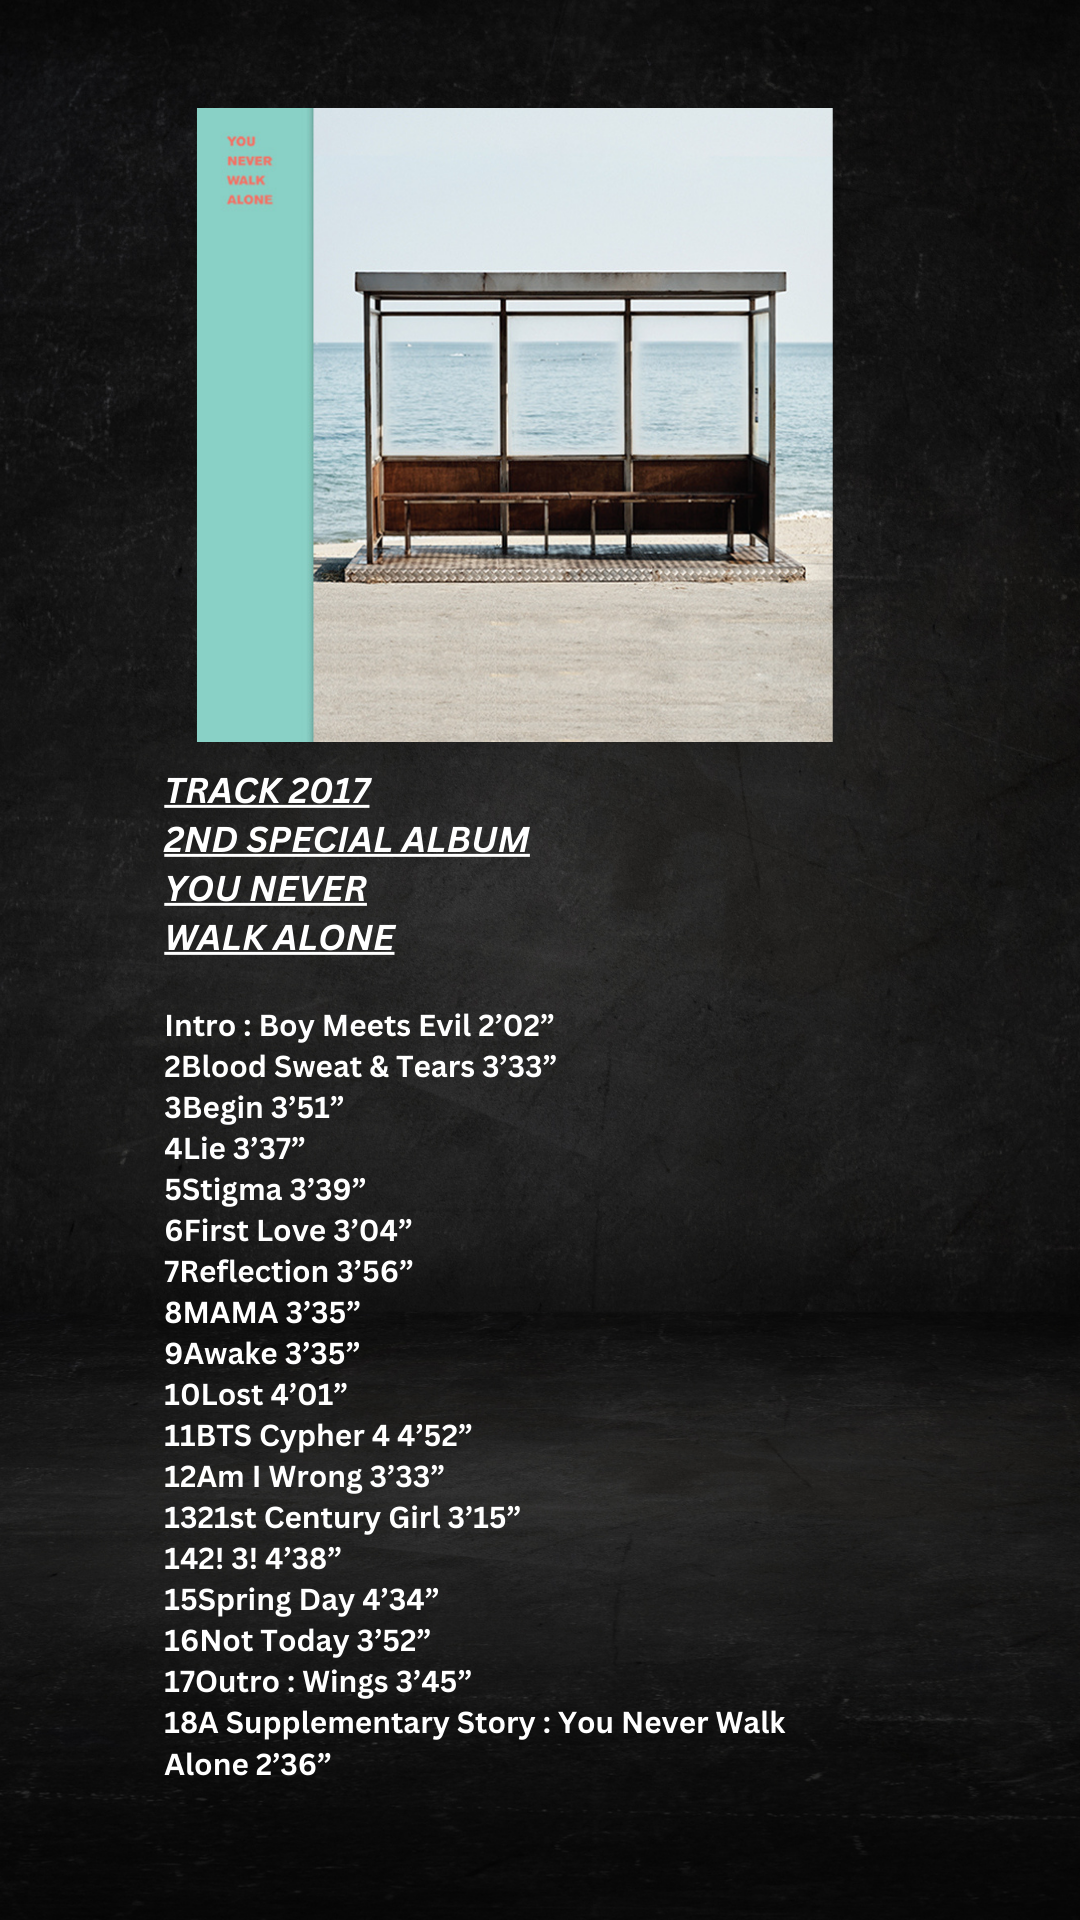 YOU
NEVER
WALK
ALONE
TRACK 2017
2ND SPECIAL ALBUM
YOU NEVER
WALK ALONE
Intro : Boy Meets Evil 2’02”
2Blood Sweat & Tears 3’33”
3Begin 3’51”
4Lie 3’37”
5Stigma 3’39”
6First Love 3’04”
7Reflection 3’56”
8MAMA 3’35”
9Awake 3’35”
10Lost 4’01”
11BTS Cypher 4 4’52”
12Am I Wrong 3’33”
1321st Century Girl 3’15”
142! 3! 4’38”
15Spring Day 4’34”
16Not Today 3’52”
17Outro : Wings 3’45”
18A Supplementary Story : You Never Walk
Alone 2’36”